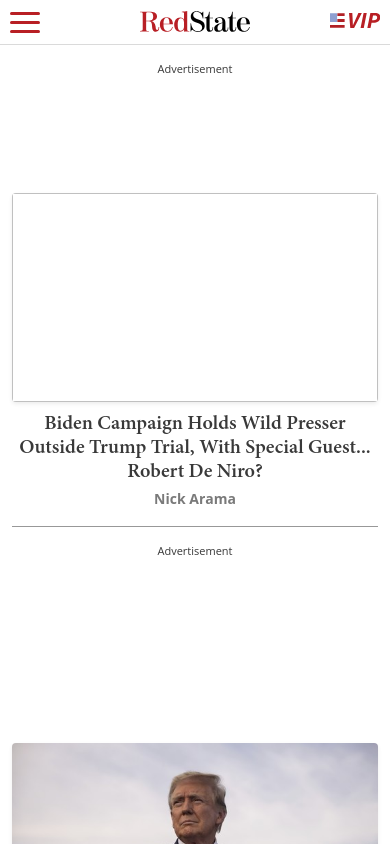 RedState
VIP
Advertisement
Biden Campaign Holds Wild Presser
Outside Trump Trial, With Special Guest...
Robert De Niro?
Nick Arama
Advertisement